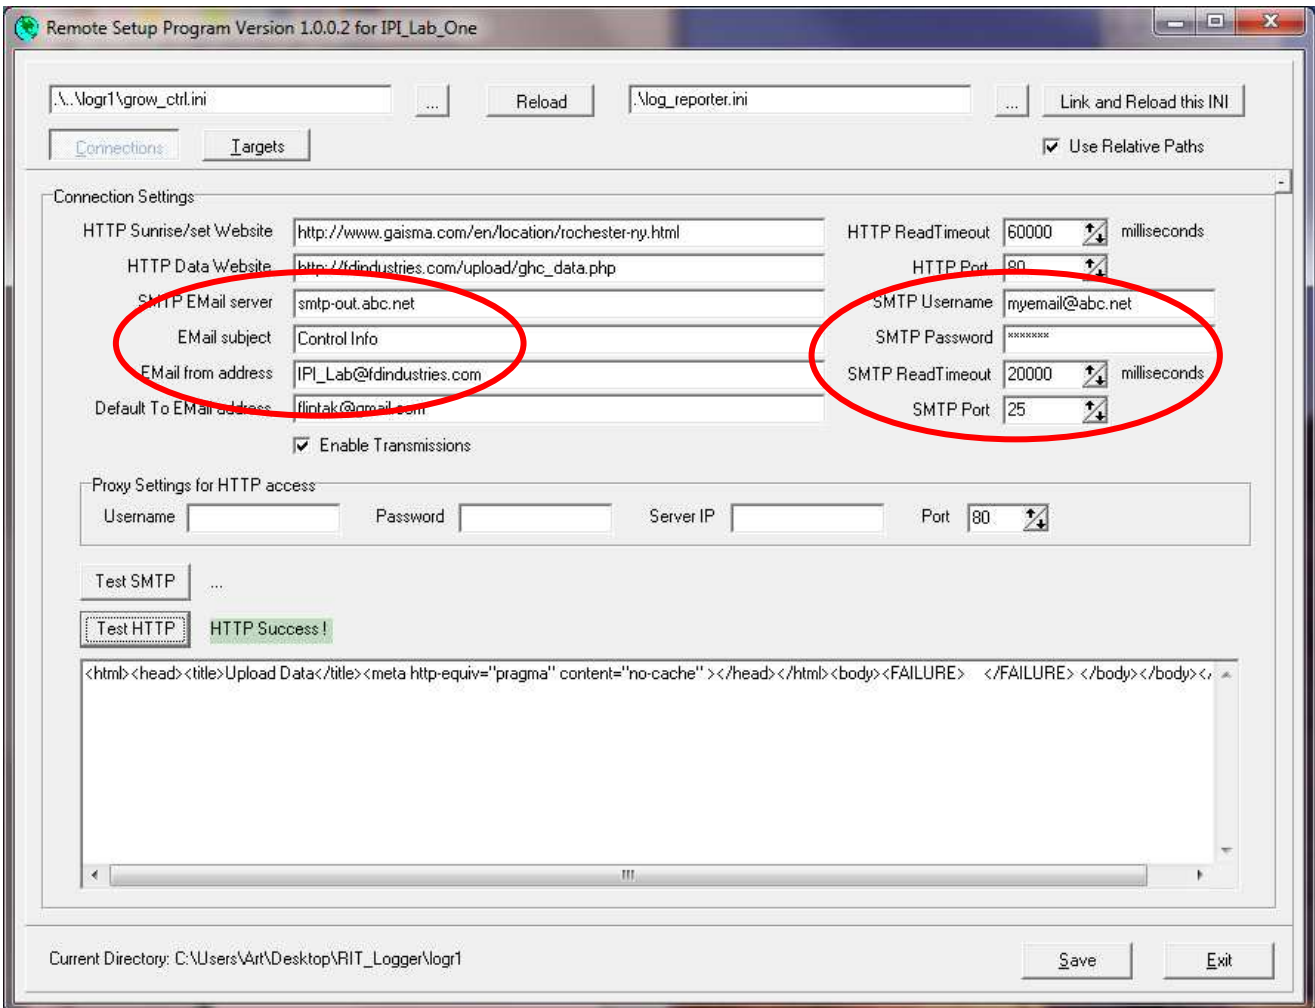 Remote Setup Program Version 1.0.0.2 for IPI_Lab_One
.\..\logr1\grow_ctrl.ini ... Reload .\log_reporter.ini ... Link and Reload this INI
Connections Targets Use Relative Paths
Connection Settings -
HTTP Sunrise/set Website http://www.gaisma.com/en/location/rochester-ny.html HTTP ReadTimeout 60000 milliseconds
HTTP Data Website http://fdindustries.com/upload/ghc_data.php HTTP Port 80
SMTP EMail server smtp-out.abc.net SMTP Username myemail@abc.net
EMail subject Control Info SMTP Password *******
EMail from address IPI_Lab@fdindustries.com SMTP ReadTimeout 20000 milliseconds
Default To EMail address fliptak@gmail.com SMTP Port 25
Enable Transmissions
Proxy Settings for HTTP access
Username Password Server IP Port 80
Test SMTP ...
Test HTTP HTTP Success !
<html><head><title>Upload Data</title><meta http-equiv="pragma" content="no-cache" ></head></html><body><FAILURE> </FAILURE> </body></body></
Current Directory: C:\Users\Art\Desktop\RIT_Logger\logr1 Save Exit